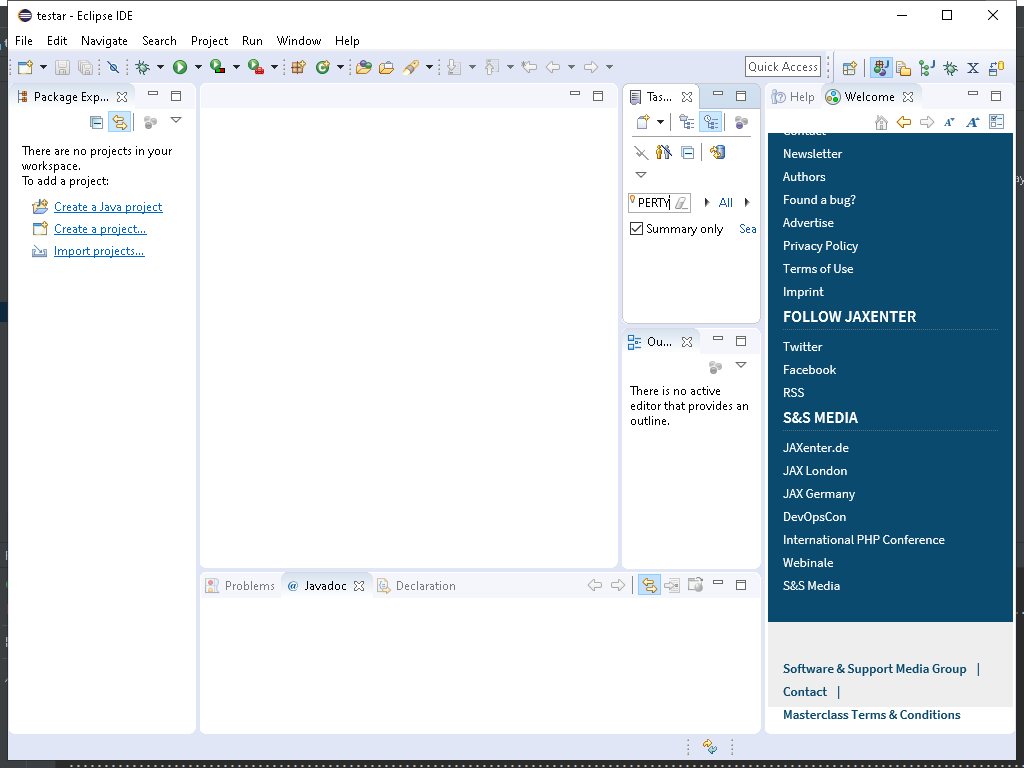 testar - Eclipse IDE
File Edit Navigate Search Project Run Window Help
Quick Access
Package Exp...
There are no projects in your
workspace.
To add a project:
Create a Java project
Create a project...
Import projects...
Tas...
PERTY
All
Summary only Sea
Ou...
There is no active
editor that provides an
outline.
Problems @ Javadoc Declaration
Help Welcome
Contact
Newsletter
Authors
Found a bug?
Advertise
Privacy Policy
Terms of Use
Imprint
FOLLOW JAXENTER
Twitter
Facebook
RSS
S&S MEDIA
JAXenter.de
JAX London
JAX Germany
DevOpsCon
International PHP Conference
Webinale
S&S Media
Software & Support Media Group |
Contact |
Masterclass Terms & Conditions